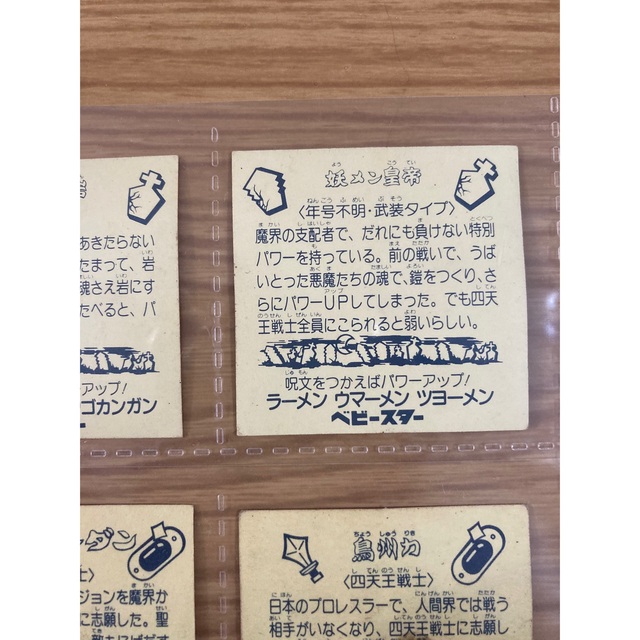 あきたらない
たまって、岩
魂さえ岩にす
たべると、パ
アップ!
ゴカンガン
妖メン皇帝
〈年号不明・武装タイプ〉
魔界の支配者で、だれにも負けない特別
パワーを持っている。前の戦いで、うば
いとった悪魔たちの魂で、鎧をつくり、さ
らにパワーUPしてしまった。でも四天
王戦士全員にこられると弱いらしい。
呪文をつかえばパワーアップ!
ラーメン ウマーメン ツヨーメン
ベビースター
ーダン
士〉
ジョンを魔界か
に志願した。聖
鳥州力
〈四天王戦士〉
日本のプロレスラーで、人間界では戦う
相手がいなくなり、四天王戦士に志願し